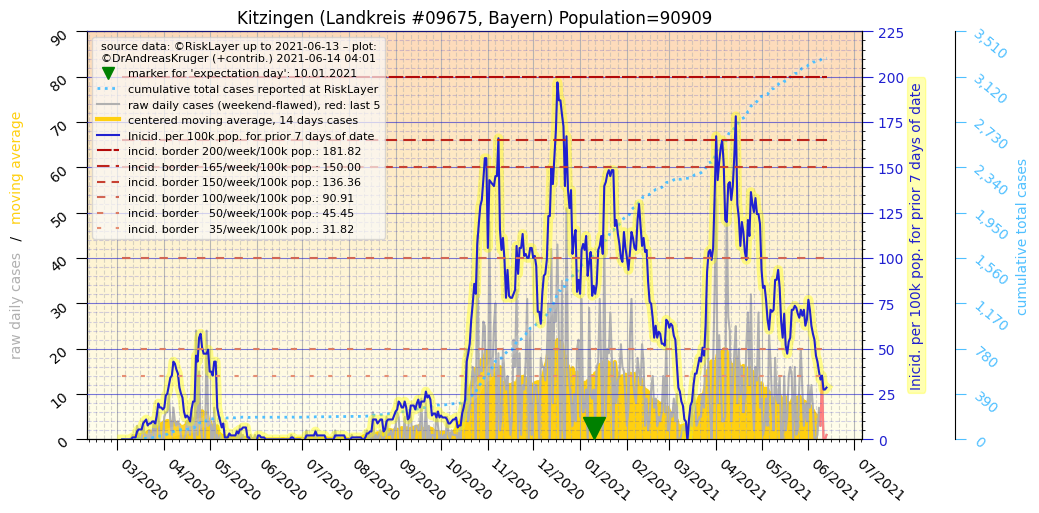 Kitzingen (Landkreis #09675, Bayern) Population=90909
source data: ©RiskLayer up to 2021-06-13 – plot:
©DrAndreasKruger (+contrib.) 2021-06-14 04:01
marker for 'expectation day': 10.01.2021
cumulative total cases reported at RiskLayer
raw daily cases (weekend-flawed), red: last 5
centered moving average, 14 days cases
Inicid. per 100k pop. for prior 7 days of date
incid. border 200/week/100k pop.: 181.82
incid. border 165/week/100k pop.: 150.00
incid. border 150/week/100k pop.: 136.36
incid. border 100/week/100k pop.: 90.91
incid. border   50/week/100k pop.: 45.45
incid. border   35/week/100k pop.: 31.82
raw daily cases   /   moving average
90
80
70
60
50
40
30
20
10
0
03/2020
04/2020
05/2020
06/2020
07/2020
08/2020
09/2020
10/2020
11/2020
12/2020
01/2021
02/2021
03/2021
04/2021
05/2021
06/2021
07/2021
225
200
175
150
125
100
75
50
25
0
Inicid. per 100k pop. for prior 7 days of date
3,510
3,120
2,730
2,340
1,950
1,560
1,170
780
390
0
cumulative total cases